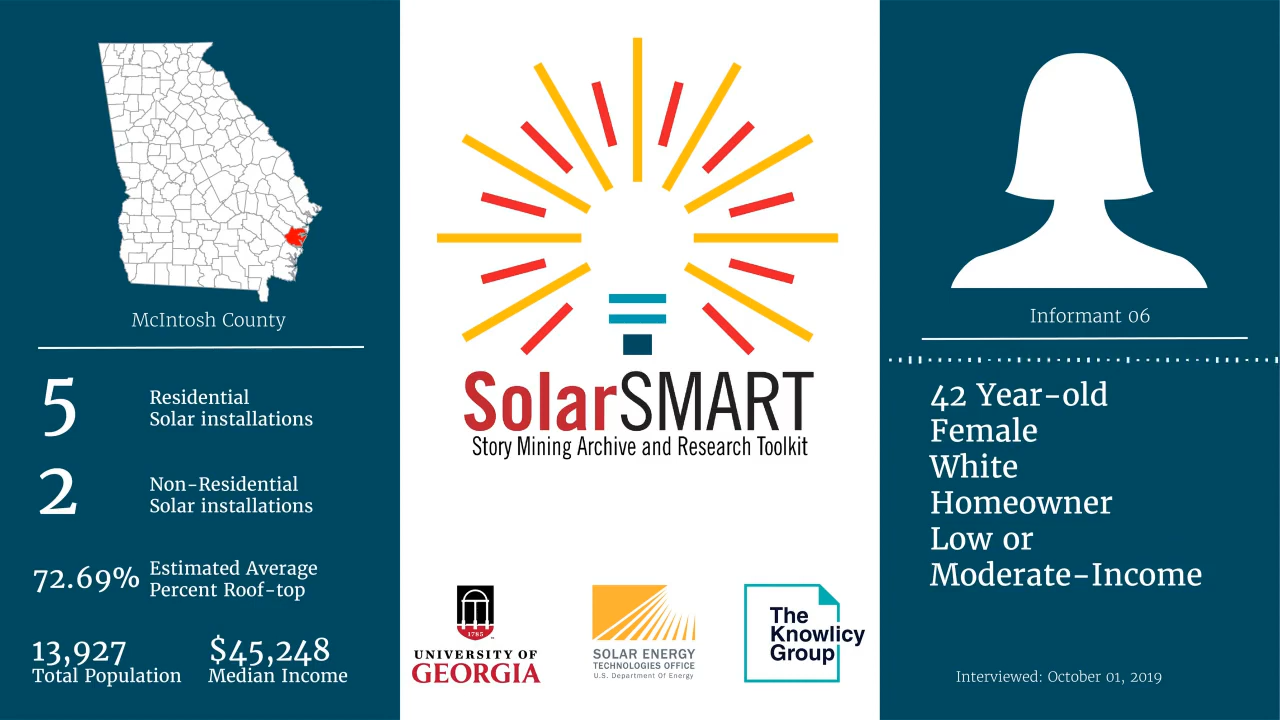 McIntosh County
5
Residential
Solar installations
2
Non-Residential
Solar installations
72.69%
Estimated Average
Percent Roof-top
13,927
Total Population
$45,248
Median Income
SolarSMART
Story Mining Archive and Research Toolkit
1785
UNIVERSITY OF
GEORGIA
SOLAR ENERGY
TECHNOLOGIES OFFICE
U.S. Department Of Energy
The
Knowlicy
Group
Informant 06
42 Year-old
Female
White
Homeowner
Low or
Moderate-Income
Interviewed: October 01, 2019